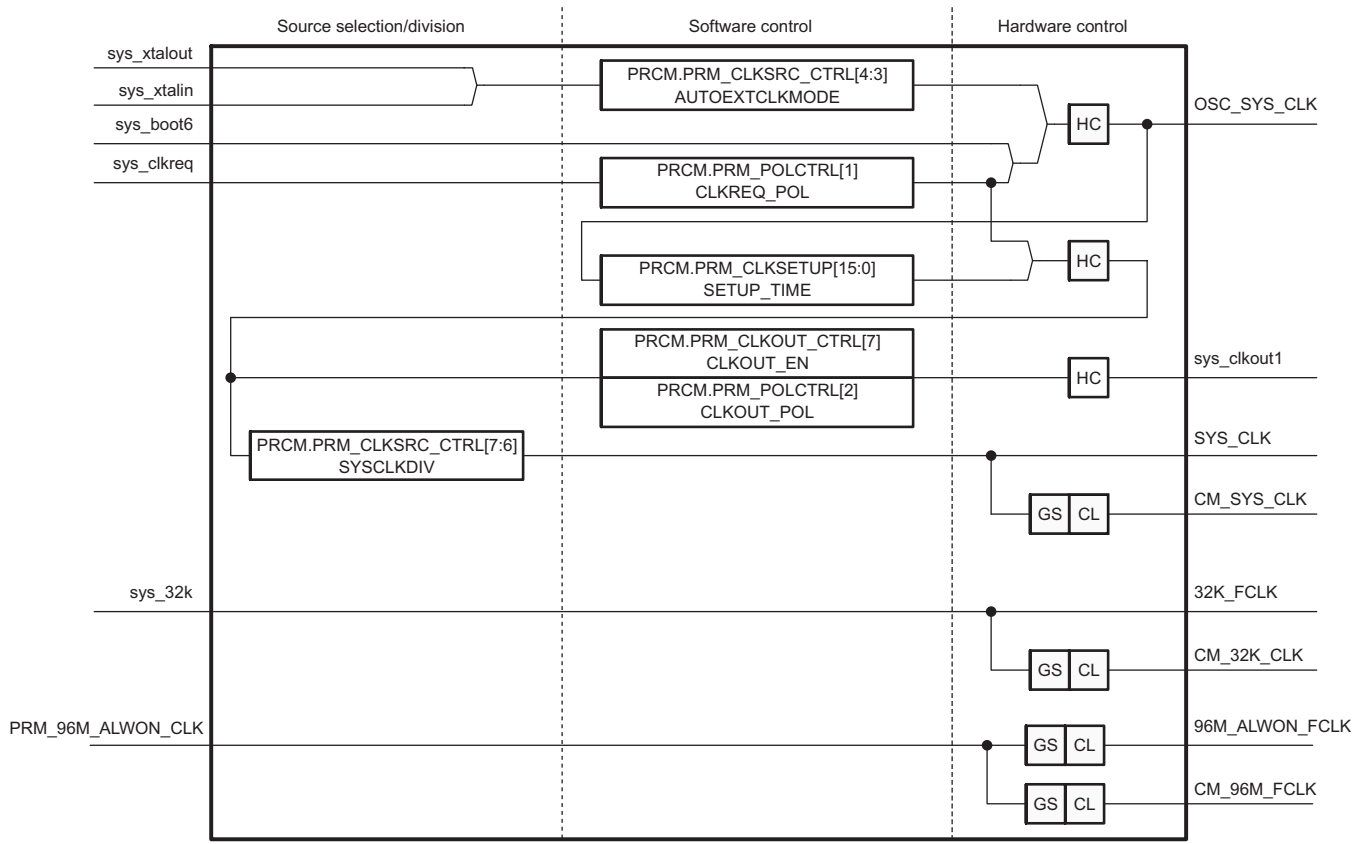 Source selection/division
Software control
Hardware control
sys_xtalout
PRCM.PRM_CLKSRC_CTRL[4:3]
AUTOEXTCLKMODE
sys_xtalin
OSC_SYS_CLK
HC
sys_boot6
sys_clkreq
PRCM.PRM_POLCTRL[1]
CLKREQ_POL
HC
PRCM.PRM_CLKSETUP[15:0]
SETUP_TIME
PRCM.PRM_CLKOUT_CTRL[7]
CLKOUT_EN
sys_clkout1
HC
PRCM.PRM_POLCTRL[2]
CLKOUT_POL
PRCM.PRM_CLKSRC_CTRL[7:6]
SYSCLKDIV
SYS_CLK
CM_SYS_CLK
GS CL
sys_32k
32K_FCLK
CM_32K_CLK
GS CL
PRM_96M_ALWON_CLK
96M_ALWON_FCLK
GS CL
CM_96M_FCLK
GS CL